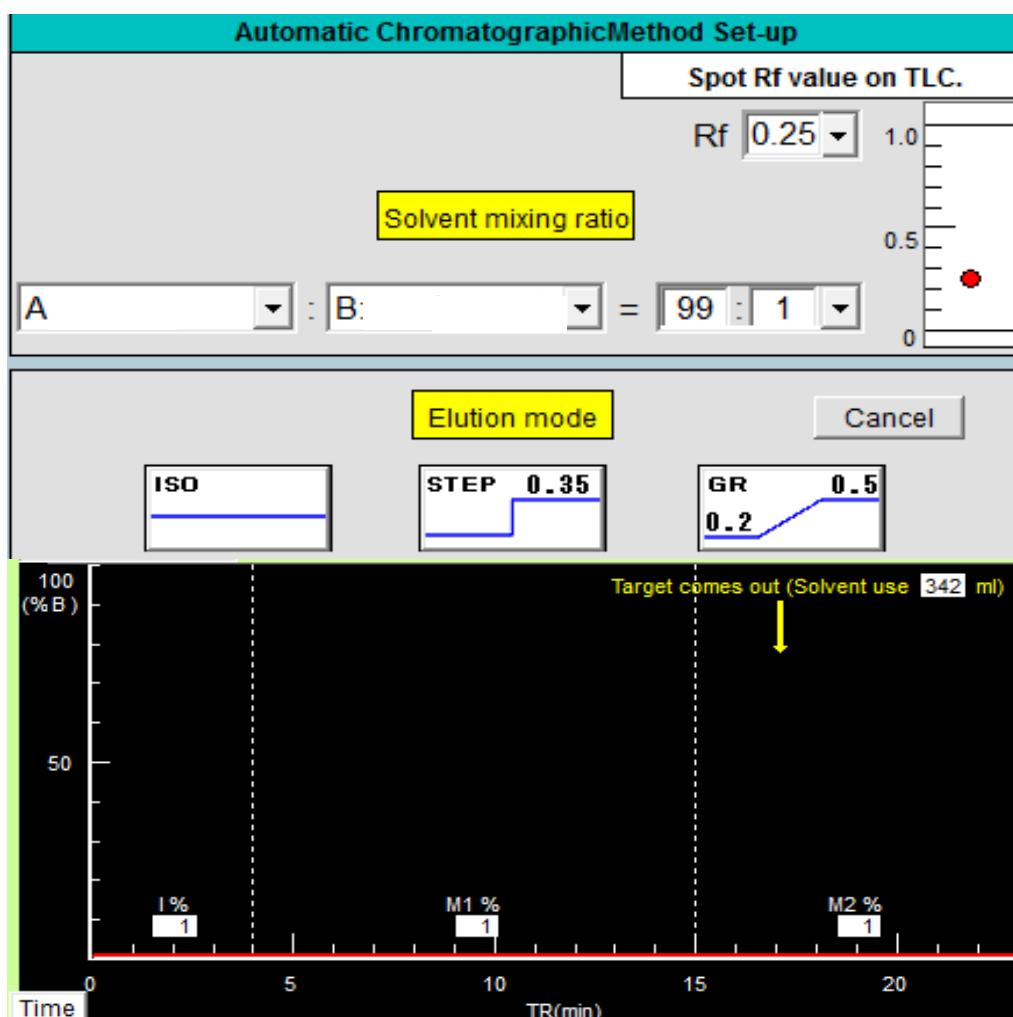 Automatic ChromatographicMethod Set-up
Spot Rf value on TLC.
Rf 0.25 1.0
Solvent mixing ratio
0.5
A : B: = 99 : 1
0
Elution mode
Cancel
ISO
STEP 0.35
GR 0.5
0.2
100
(%B)
Target comes out (Solvent use 342 ml)
50
I % M1 % M2 %
1 1 1
0 5 10 15 20
Time TR(min)